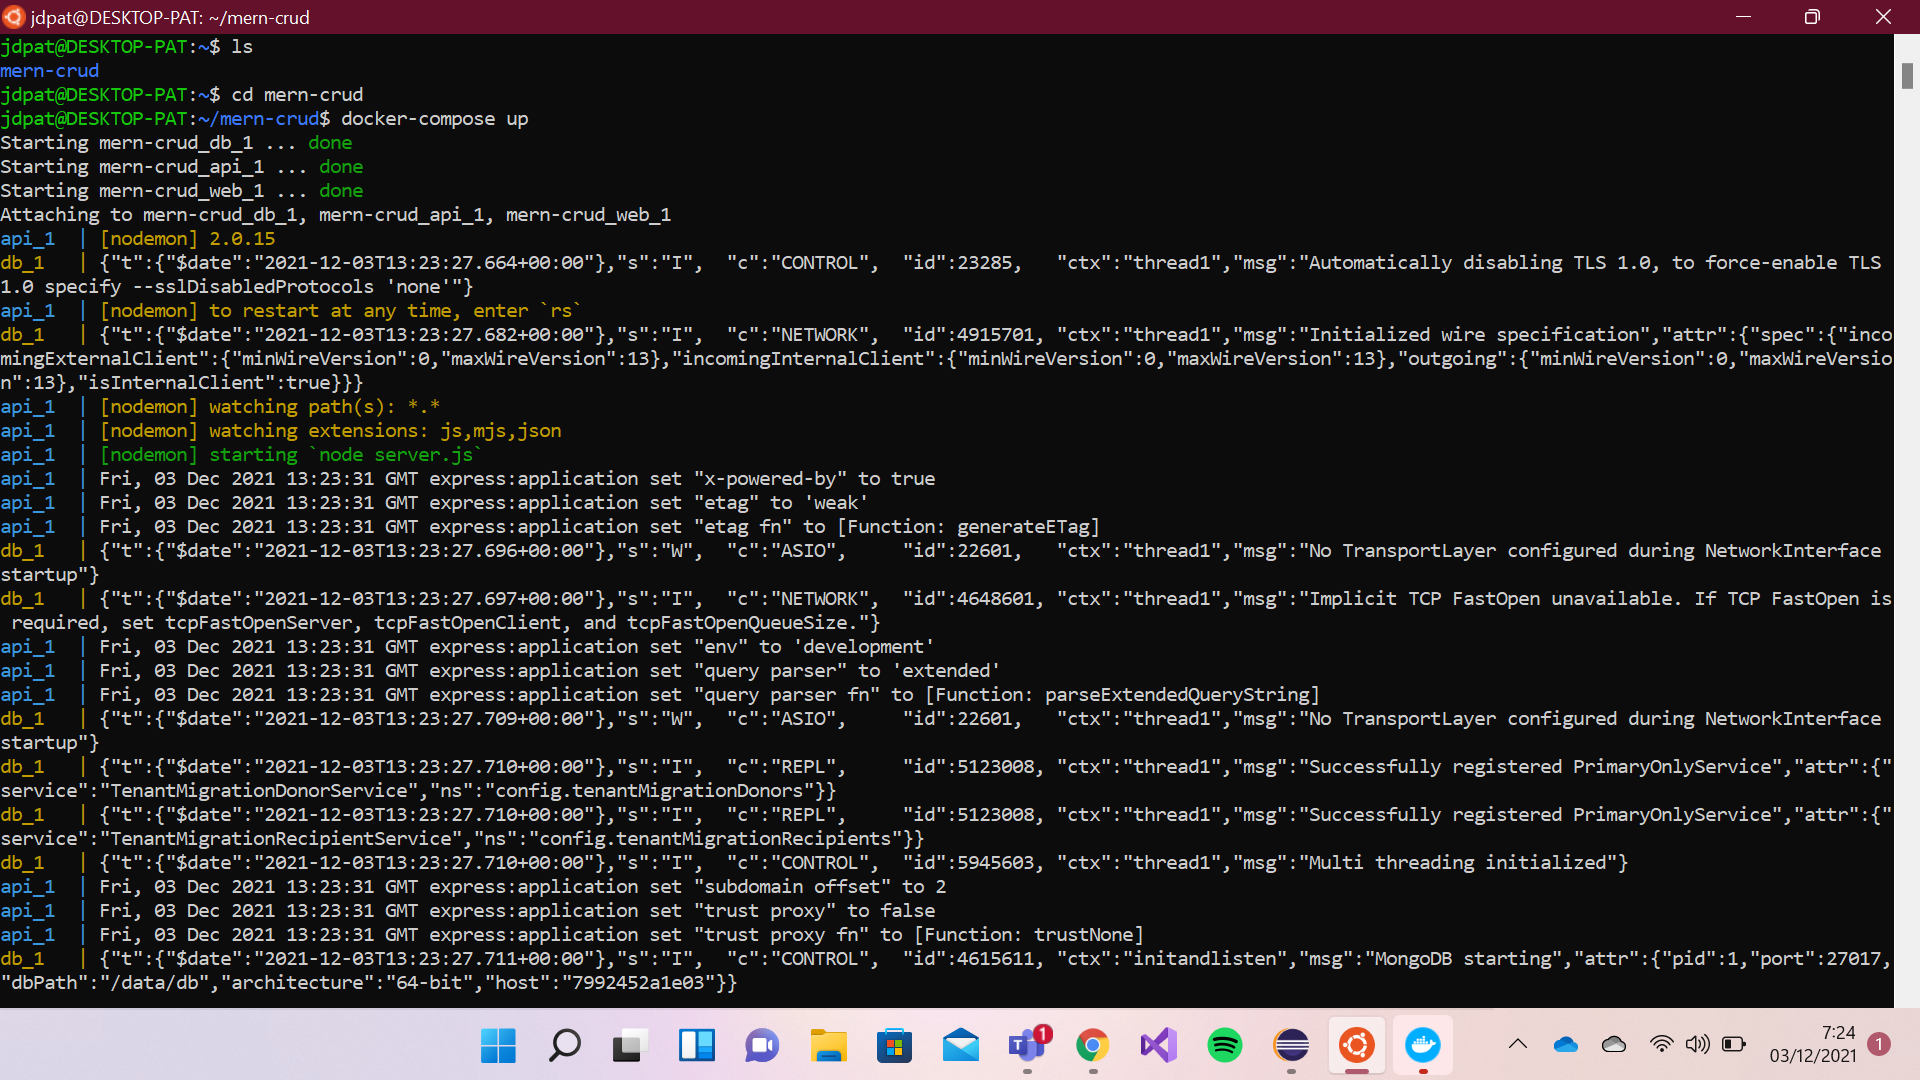 jdpat@DESKTOP-PAT: ~/mern-crud
jdpat@DESKTOP-PAT:~$ ls
mern-crud
jdpat@DESKTOP-PAT:~$ cd mern-crud
jdpat@DESKTOP-PAT:~/mern-crud$ docker-compose up
Starting mern-crud_db_1 ... done
Starting mern-crud_api_1 ... done
Starting mern-crud_web_1 ... done
Attaching to mern-crud_db_1, mern-crud_api_1, mern-crud_web_1
api_1  | [nodemon] 2.0.15
db_1   | {"t":{"$date":"2021-12-03T13:23:27.664+00:00"},"s":"I",  "c":"CONTROL",  "id":23285,   "ctx":"thread1","msg":"Automatically disabling TLS 1.0, to force-enable TLS
1.0 specify --sslDisabledProtocols 'none'"}
api_1  | [nodemon] to restart at any time, enter `rs`
db_1   | {"t":{"$date":"2021-12-03T13:23:27.682+00:00"},"s":"I",  "c":"NETWORK",  "id":4915701, "ctx":"thread1","msg":"Initialized wire specification","attr":{"spec":{"inco
mingExternalClient":{"minWireVersion":0,"maxWireVersion":13},"incomingInternalClient":{"minWireVersion":0,"maxWireVersion":13},"outgoing":{"minWireVersion":0,"maxWireVersio
n":13},"isInternalClient":true}}}
api_1  | [nodemon] watching path(s): *.*
api_1  | [nodemon] watching extensions: js,mjs,json
api_1  | [nodemon] starting `node server.js`
api_1  | Fri, 03 Dec 2021 13:23:31 GMT express:application set "x-powered-by" to true
api_1  | Fri, 03 Dec 2021 13:23:31 GMT express:application set "etag" to 'weak'
api_1  | Fri, 03 Dec 2021 13:23:31 GMT express:application set "etag fn" to [Function: generateETag]
db_1   | {"t":{"$date":"2021-12-03T13:23:27.696+00:00"},"s":"W",  "c":"ASIO",     "id":22601,   "ctx":"thread1","msg":"No TransportLayer configured during NetworkInterface
startup"}
db_1   | {"t":{"$date":"2021-12-03T13:23:27.697+00:00"},"s":"I",  "c":"NETWORK",  "id":4648601, "ctx":"thread1","msg":"Implicit TCP FastOpen unavailable. If TCP FastOpen is
 required, set tcpFastOpenServer, tcpFastOpenClient, and tcpFastOpenQueueSize."}
api_1  | Fri, 03 Dec 2021 13:23:31 GMT express:application set "env" to 'development'
api_1  | Fri, 03 Dec 2021 13:23:31 GMT express:application set "query parser" to 'extended'
api_1  | Fri, 03 Dec 2021 13:23:31 GMT express:application set "query parser fn" to [Function: parseExtendedQueryString]
db_1   | {"t":{"$date":"2021-12-03T13:23:27.709+00:00"},"s":"W",  "c":"ASIO",     "id":22601,   "ctx":"thread1","msg":"No TransportLayer configured during NetworkInterface
startup"}
db_1   | {"t":{"$date":"2021-12-03T13:23:27.710+00:00"},"s":"I",  "c":"REPL",     "id":5123008, "ctx":"thread1","msg":"Successfully registered PrimaryOnlyService","attr":{"
service":"TenantMigrationDonorService","ns":"config.tenantMigrationDonors"}}
db_1   | {"t":{"$date":"2021-12-03T13:23:27.710+00:00"},"s":"I",  "c":"REPL",     "id":5123008, "ctx":"thread1","msg":"Successfully registered PrimaryOnlyService","attr":{"
service":"TenantMigrationRecipientService","ns":"config.tenantMigrationRecipients"}}
db_1   | {"t":{"$date":"2021-12-03T13:23:27.710+00:00"},"s":"I",  "c":"CONTROL",  "id":5945603, "ctx":"thread1","msg":"Multi threading initialized"}
api_1  | Fri, 03 Dec 2021 13:23:31 GMT express:application set "subdomain offset" to 2
api_1  | Fri, 03 Dec 2021 13:23:31 GMT express:application set "trust proxy" to false
api_1  | Fri, 03 Dec 2021 13:23:31 GMT express:application set "trust proxy fn" to [Function: trustNone]
db_1   | {"t":{"$date":"2021-12-03T13:23:27.711+00:00"},"s":"I",  "c":"CONTROL",  "id":4615611, "ctx":"initandlisten","msg":"MongoDB starting","attr":{"pid":1,"port":27017,
"dbPath":"/data/db","architecture":"64-bit","host":"7992452a1e03"}}
1
T
7:24
03/12/2021
1